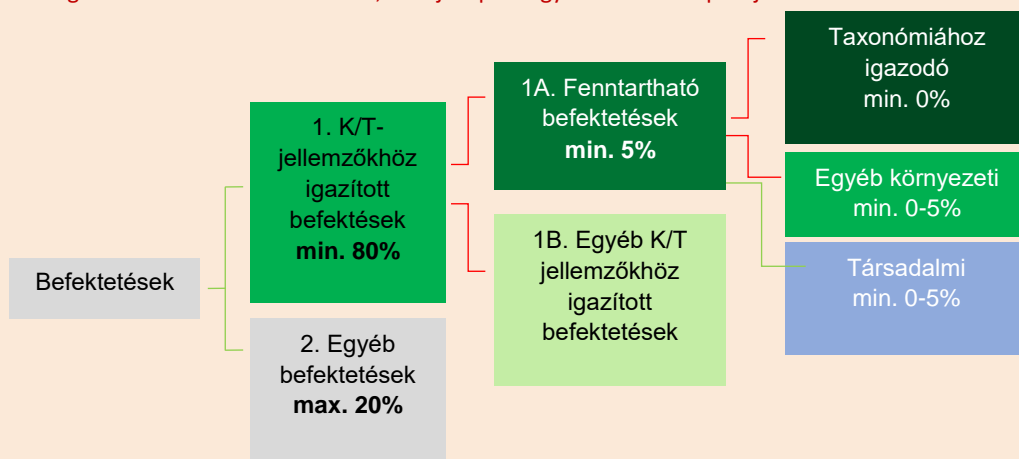 Befektetések
1. K/T-
jellemzőkhöz
igazított
befektések
min. 80%
2. Egyéb
befektetések
max. 20%
1A. Fenntartható
befektetések
min. 5%
1B. Egyéb K/T
jellemzőkhöz
igazított
befektetések
Taxonómiához
igazodó
min. 0%
Egyéb környezeti
min. 0-5%
Társadalmi
min. 0-5%